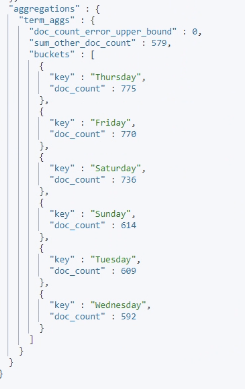 "aggregations" : {
"term_aggs" : {
"doc_count_error_upper_bound" : 0,
"sum_other_doc_count" : 579,
"buckets" : [
{
"key" : "Thursday",
"doc_count" : 775
},
{
"key" : "Friday",
"doc_count" : 770
},
{
"key" : "Saturday",
"doc_count" : 736
},
{
"key" : "Sunday",
"doc_count" : 614
},
{
"key" : "Tuesday",
"doc_count" : 609
},
{
"key" : "Wednesday",
"doc_count" : 592
}
]
}
}
}